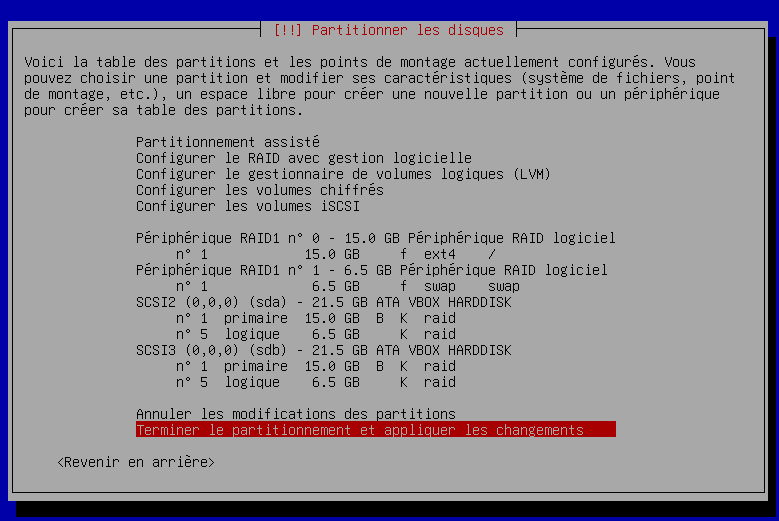 [!!] Partitionner les disques
Voici la table des partitions et les points de montage actuellement configurés. Vous
pouvez choisir une partition et modifier ses caractéristiques (système de fichiers, point
de montage, etc.), un espace libre pour créer une nouvelle partition ou un périphérique
pour créer sa table des partitions.
Partitionnement assisté
Configurer le RAID avec gestion logicielle
Configurer le gestionnaire de volumes logiques (LVM)
Configurer les volumes chiffrés
Configurer les volumes iSCSI
Périphérique RAID1 n° 0 - 15.0 GB Périphérique RAID logiciel
n° 1 15.0 GB f ext4 /
Périphérique RAID1 n° 1 - 6.5 GB Périphérique RAID logiciel
n° 1 6.5 GB f swap swap
SCSI2 (0,0,0) (sda) - 21.5 GB ATA VBOX HARDDISK
n° 1 primaire 15.0 GB B K raid
n° 5 logique 6.5 GB K raid
SCSI3 (0,0,0) (sdb) - 21.5 GB ATA VBOX HARDDISK
n° 1 primaire 15.0 GB B K raid
n° 5 logique 6.5 GB K raid
Annuler les modifications des partitions
Terminer le partitionnement et appliquer les changements
<Revenir en arrière>